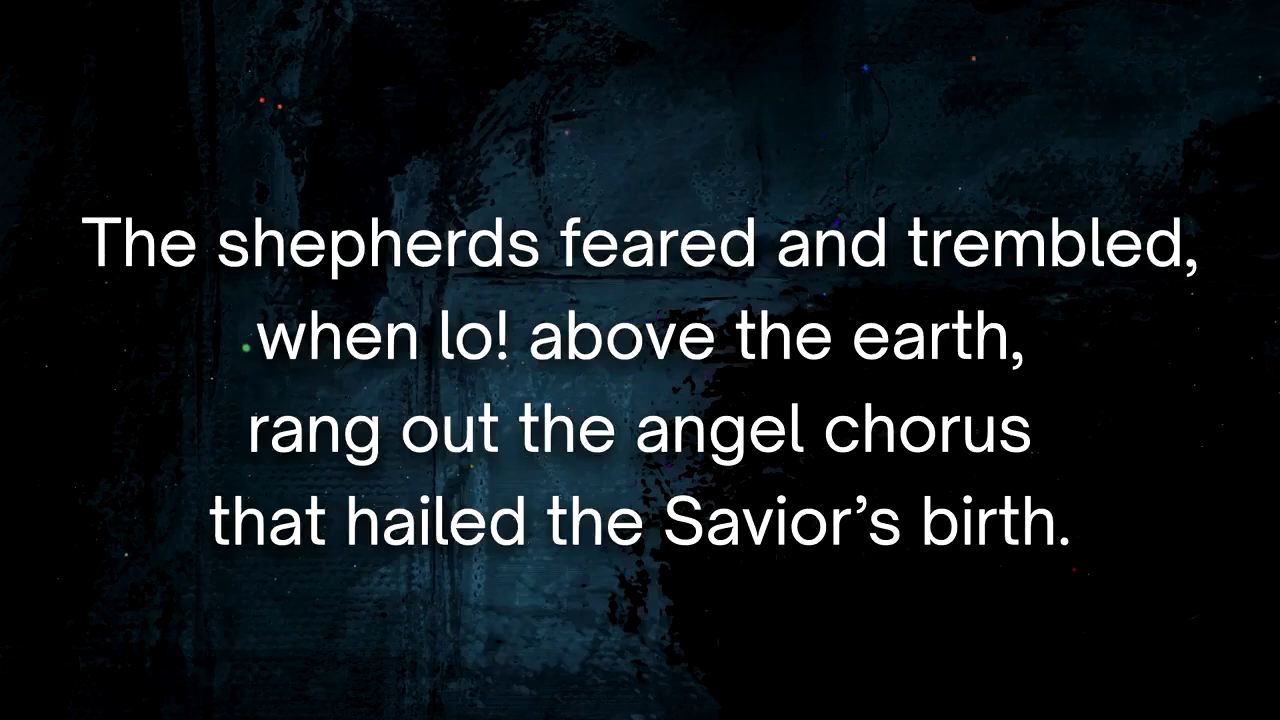 The shepherds feared and trembled,
when lo! above the earth,
rang out the angel chorus
that hailed the Savior’s birth.